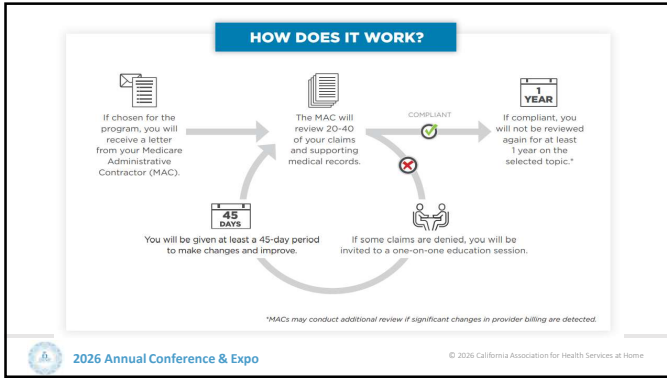 HOW DOES IT WORK?
If chosen for the
program, you will
receive a letter
from your Medicare
Administrative
Contractor (MAC).
The MAC will
review 20-40
of your claims
and supporting
medical records.
COMPLIANT
1
YEAR
If compliant, you
will not be reviewed
again for at least
1 year on the
selected topic.*
45
DAYS
You will be given at least a 45-day period
to make changes and improve.
If some claims are denied, you will be
invited to a one-on-one education session.
*MACs may conduct additional review if significant changes in provider billing are detected.
2026 Annual Conference & Expo
© 2026 California Association for Health Services at Home